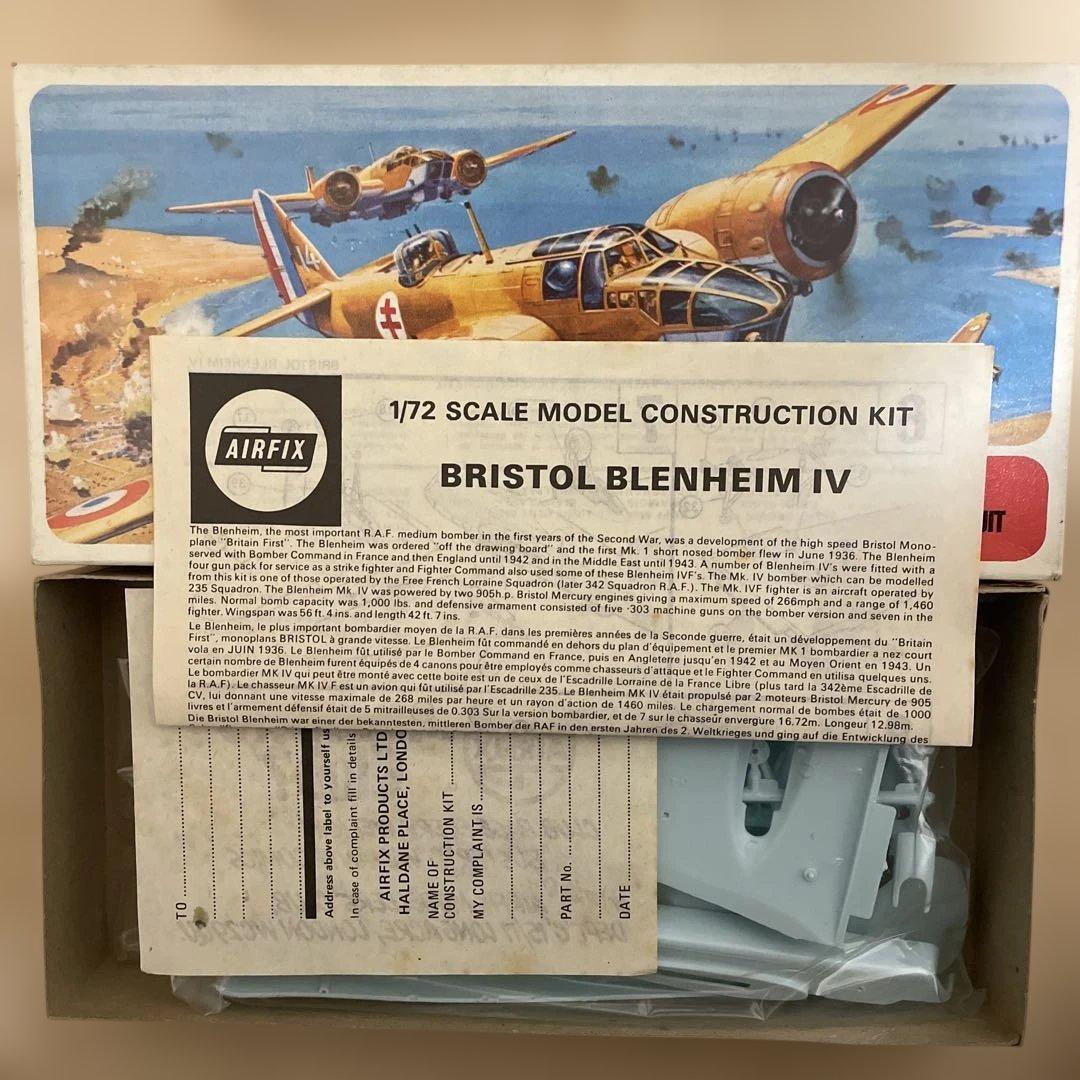 14
AIRFIX
1/72 SCALE MODEL CONSTRUCTION KIT
BRISTOL BLENHEIM IV
The Blenheim, the most important R.A.F. medium bomber in the first years of the Second War, was a development of the high speed Bristol Mono-
plane "Britain First". The Blenheim was ordered "off the drawing board" and the first Mk. 1 short nosed bomber flew in June 1936. The Blenheim
served with Bomber Command in France and then England until 1942 and in the Middle East until 1943. A number of Blenheim IV's were fitted with a
four gun pack for service as a strike fighter and Fighter Command also used some of these Blenheim IVF's. The Mk. IV bomber which can be modelled
from this kit is one of those operated by the Free French Lorraine Squadron (later 342 Squadron R.A.F.). The Mk. IVF fighter is an aircraft operated by
235 Squadron. The Blenheim Mk. IV was powered by two 905h.p. Bristol Mercury engines giving a maximum speed of 266mph and a range of 1,460
miles. Normal bomb capacity was 1,000 lbs. and defensive armament consisted of five ·303 machine guns on the bomber version and seven in the
fighter. Wingspan was 56 ft. 4 ins. and length 42 ft. 7 ins.
Le Blenheim, le plus important bombardier moyen de la R.A.F. dans les premières années de la Seconde guerre, était un développement du "Britain
First", monoplans BRISTOL à grande vitesse. Le Blenheim fût commandé en dehors du plan d'équipement et le premier MK 1 bombardier a nez court
vola en JUIN 1936. Le Blenheim fût utilisé par le Bomber Command en France, puis en Angleterre jusqu'en 1942 et au Moyen Orient en 1943. Un
certain nombre de Blenheim furent équipés de 4 canons pour être employés comme chasseurs d'attaque et le Fighter Command en utilisa quelques uns.
Le bombardier MK IV qui peut être monté avec cette boite est un de ceux de l'Escadrille Lorraine de la France Libre (plus tard la 342ème Escadrille de
la R.A.F). Le chasseur MK IV F est un avion qui fût utilisé par l'Escadrille 235. Le Blenheim MK IV était propulsé par 2 moteurs Bristol Mercury de 905
CV, lui donnant une vitesse maximale de 268 miles par heure et un rayon d'action de 1460 miles. Le chargement normal de bombes était de 1000
livres et l'armement défensif était de 5 mitrailleuses de 0.303 Sur la version bombardier, et de 7 sur le chasseur envergure 16.72m. Longeur 12.98m.
Die Bristol Blenheim war einer der bekanntesten, mittleren Bomber der RAF in den ersten Jahren des 2. Weltkrieges und ging auf die Entwicklung des
TO
Address above label to yourself us
In case of complaint fill in details
AIRFIX PRODUCTS LTD
HALDANE PLACE, LONDO
NAME OF
CONSTRUCTION KIT
MY COMPLAINT IS
PART No.
DATE